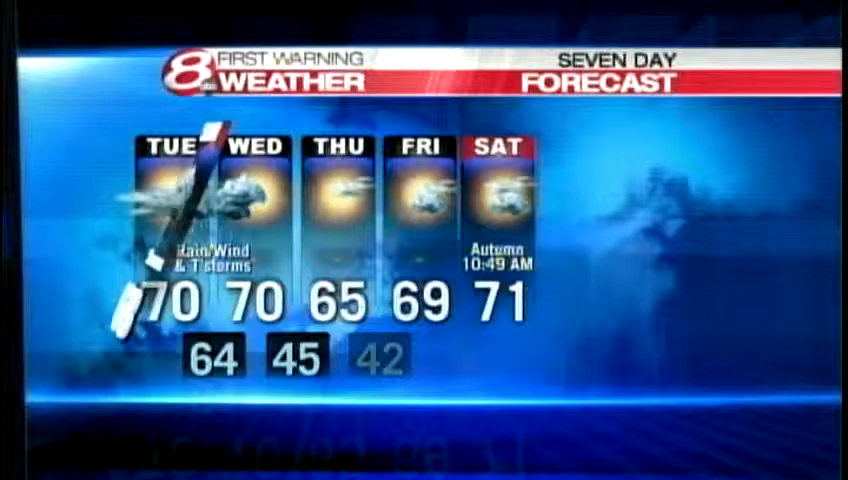 8 FIRST WARNING
WEATHER
SEVEN DAY
FORECAST
TUE WED THU FRI SAT
Rain/Wind
& T'storms
Autumn
10:49 AM
70 70 65 69 71
64 45 42